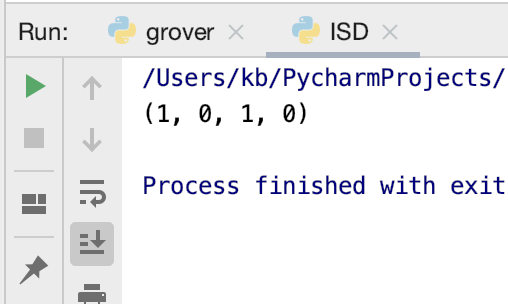 Run: grover ISD
/Users/kb/PycharmProjects/
(1, 0, 1, 0)
Process finished with exit